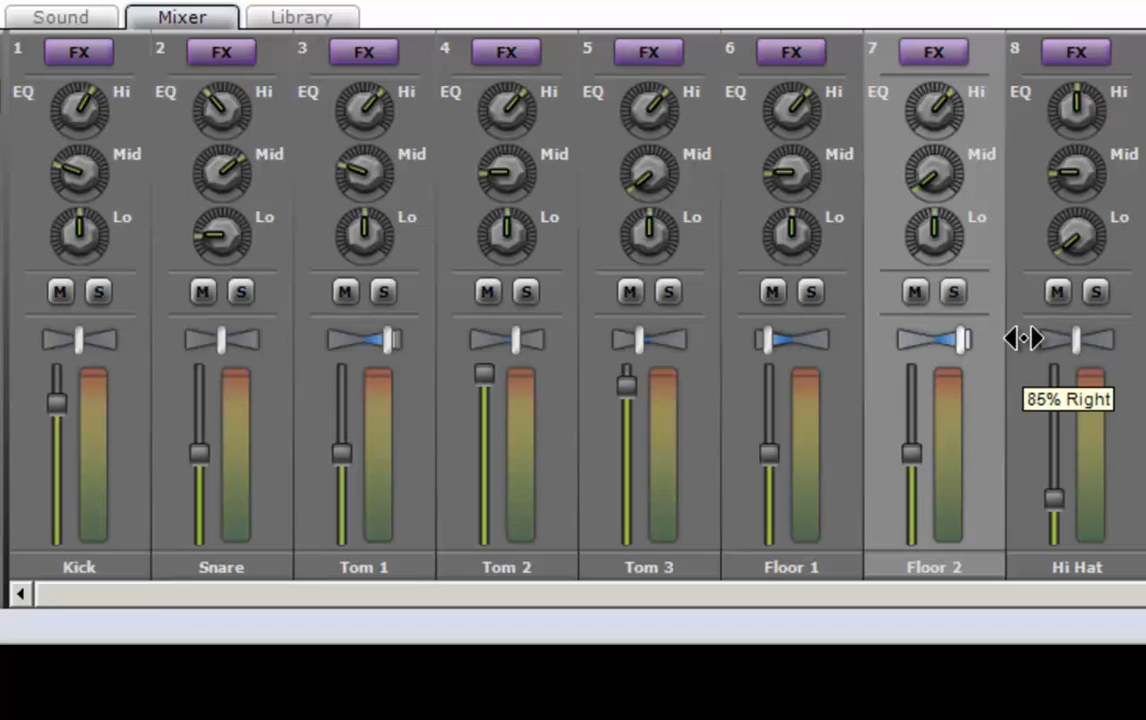 Sound Mixer Library
1 FX 2 FX 3 FX 4 FX 5 FX 6 FX 7 FX 8 FX
EQ Hi EQ Hi EQ Hi EQ Hi EQ Hi EQ Hi EQ Hi EQ Hi
Mid Mid Mid Mid Mid Mid Mid Mid
Lo Lo Lo Lo Lo Lo Lo Lo
M S M S M S M S M S M S M S M S
85% Right
Kick Snare Tom 1 Tom 2 Tom 3 Floor 1 Floor 2 Hi Hat